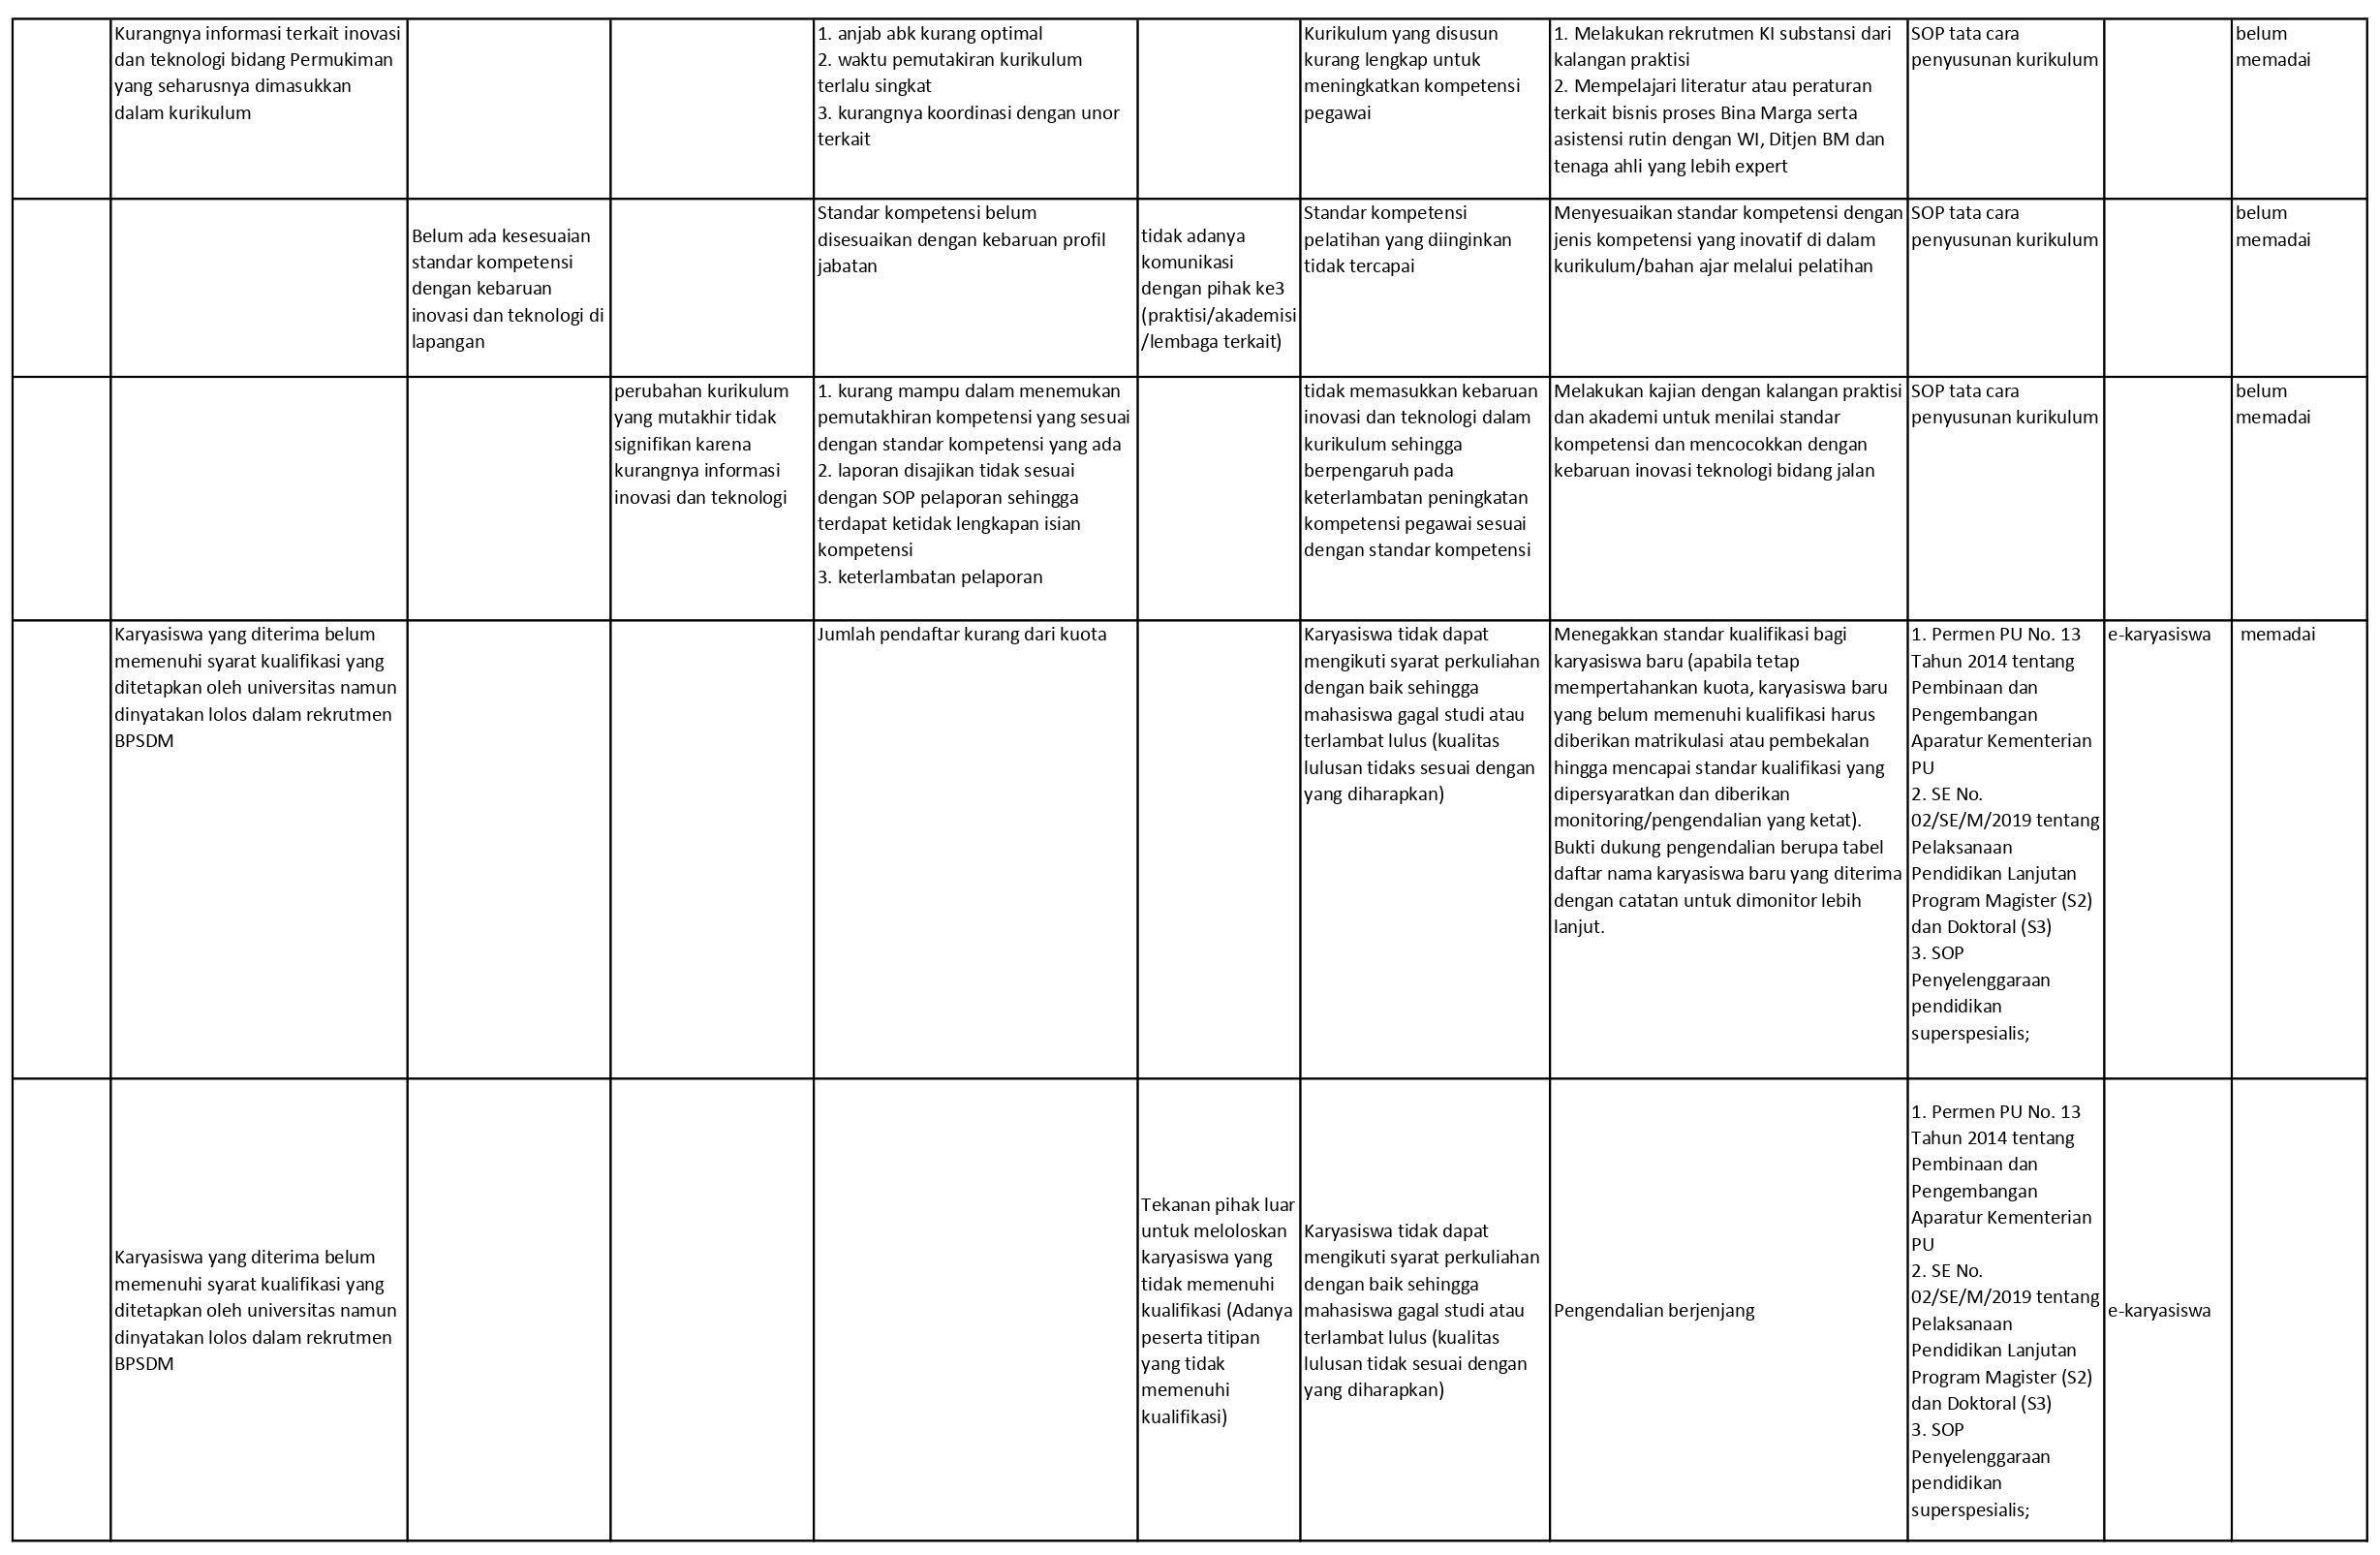 Kurangnya informasi terkait inovasi
dan teknologi bidang Permukiman
yang seharusnya dimasukkan
dalam kurikulum
1. anjab abk kurang optimal
2. waktu pemutakiran kurikulum
terlalu singkat
3. kurangnya koordinasi dengan unor
terkait
Kurikulum yang disusun
kurang lengkap untuk
meningkatkan kompetensi
pegawai
1. Melakukan rekrutmen KI substansi dari
kalangan praktisi
2. Mempelajari literatur atau peraturan
terkait bisnis proses Bina Marga serta
asistensi rutin dengan WI, Ditjen BM dan
tenaga ahli yang lebih expert
SOP tata cara
penyusunan kurikulum
belum
memadai
Belum ada kesesuaian
standar kompetensi
dengan kebaruan
inovasi dan teknologi di
lapangan
Standar kompetensi belum
disesuaikan dengan kebaruan profil
jabatan
tidak adanya
komunikasi
dengan pihak ke3
(praktisi/akademisi
/lembaga terkait)
Standar kompetensi
pelatihan yang diinginkan
tidak tercapai
Menyesuaikan standar kompetensi dengan
jenis kompetensi yang inovatif di dalam
kurikulum/bahan ajar melalui pelatihan
SOP tata cara
penyusunan kurikulum
belum
memadai
perubahan kurikulum
yang mutakhir tidak
signifikan karena
kurangnya informasi
inovasi dan teknologi
1. kurang mampu dalam menemukan
pemutakhiran kompetensi yang sesuai
dengan standar kompetensi yang ada
2. laporan disajikan tidak sesuai
dengan SOP pelaporan sehingga
terdapat ketidak lengkapan isian
kompetensi
3. keterlambatan pelaporan
tidak memasukkan kebaruan
inovasi dan teknologi dalam
kurikulum sehingga
berpengaruh pada
keterlambatan peningkatan
kompetensi pegawai sesuai
dengan standar kompetensi
Melakukan kajian dengan kalangan praktisi
dan akademi untuk menilai standar
kompetensi dan mencocokkan dengan
kebaruan inovasi teknologi bidang jalan
SOP tata cara
penyusunan kurikulum
belum
memadai
Karyasiswa yang diterima belum
memenuhi syarat kualifikasi yang
ditetapkan oleh universitas namun
dinyatakan lolos dalam rekrutmen
BPSDM
Jumlah pendaftar kurang dari kuota
Karyasiswa tidak dapat
mengikuti syarat perkuliahan
dengan baik sehingga
mahasiswa gagal studi atau
terlambat lulus (kualitas
lulusan tidaks sesuai dengan
yang diharapkan)
Menegakkan standar kualifikasi bagi
karyasiswa baru (apabila tetap
mempertahankan kuota, karyasiswa baru
yang belum memenuhi kualifikasi harus
diberikan matrikulasi atau pembekalan
hingga mencapai standar kualifikasi yang
dipersyaratkan dan diberikan
monitoring/pengendalian yang ketat).
Bukti dukung pengendalian berupa tabel
daftar nama karyasiswa baru yang diterima
dengan catatan untuk dimonitor lebih
lanjut.
1. Permen PU No. 13
Tahun 2014 tentang
Pembinaan dan
Pengembangan
Aparatur Kementerian
PU
2. SE No.
02/SE/M/2019 tentang
Pelaksanaan
Pendidikan Lanjutan
Program Magister (S2)
dan Doktoral (S3)
3. SOP
Penyelenggaraan
pendidikan
superspesialis;
e-karyasiswa
memadai
Karyasiswa yang diterima belum
memenuhi syarat kualifikasi yang
ditetapkan oleh universitas namun
dinyatakan lolos dalam rekrutmen
BPSDM
Tekanan pihak luar
untuk meloloskan
karyasiswa yang
tidak memenuhi
kualifikasi (Adanya
peserta titipan
yang tidak
memenuhi
kualifikasi)
Karyasiswa tidak dapat
mengikuti syarat perkuliahan
dengan baik sehingga
mahasiswa gagal studi atau
terlambat lulus (kualitas
lulusan tidak sesuai dengan
yang diharapkan)
Pengendalian berjenjang
1. Permen PU No. 13
Tahun 2014 tentang
Pembinaan dan
Pengembangan
Aparatur Kementerian
PU
2. SE No.
02/SE/M/2019 tentang
Pelaksanaan
Pendidikan Lanjutan
Program Magister (S2)
dan Doktoral (S3)
3. SOP
Penyelenggaraan
pendidikan
superspesialis;
e-karyasiswa